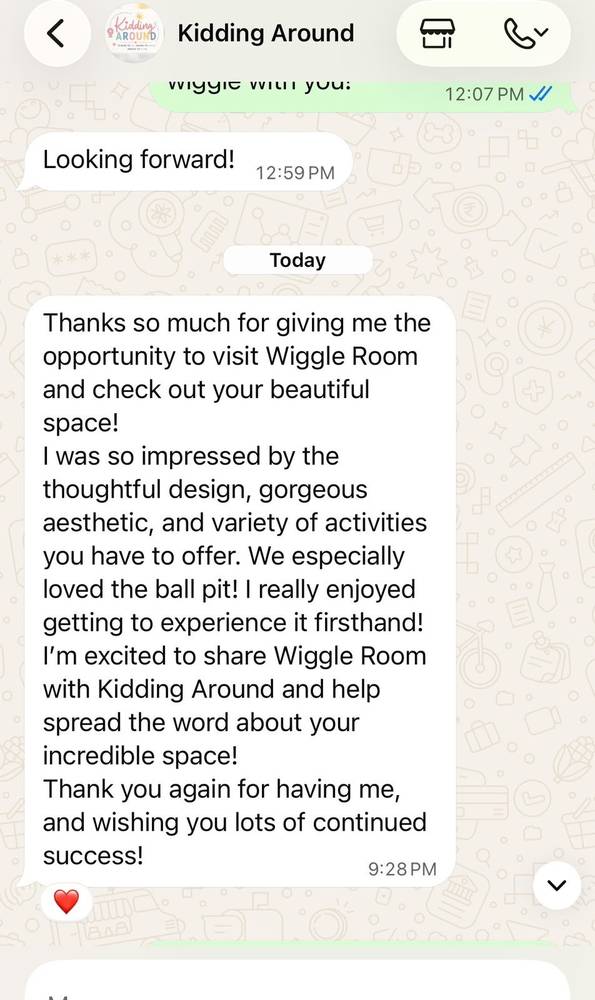 Kidding
AROUND
Kidding Around
wiggle with you!
12:07 PM
Looking forward!
12:59 PM
Today
Thanks so much for giving me the
opportunity to visit Wiggle Room
and check out your beautiful
space!
I was so impressed by the
thoughtful design, gorgeous
aesthetic, and variety of activities
you have to offer. We especially
loved the ball pit! I really enjoyed
getting to experience it firsthand!
I’m excited to share Wiggle Room
with Kidding Around and help
spread the word about your
incredible space!
Thank you again for having me,
and wishing you lots of continued
success!
9:28 PM